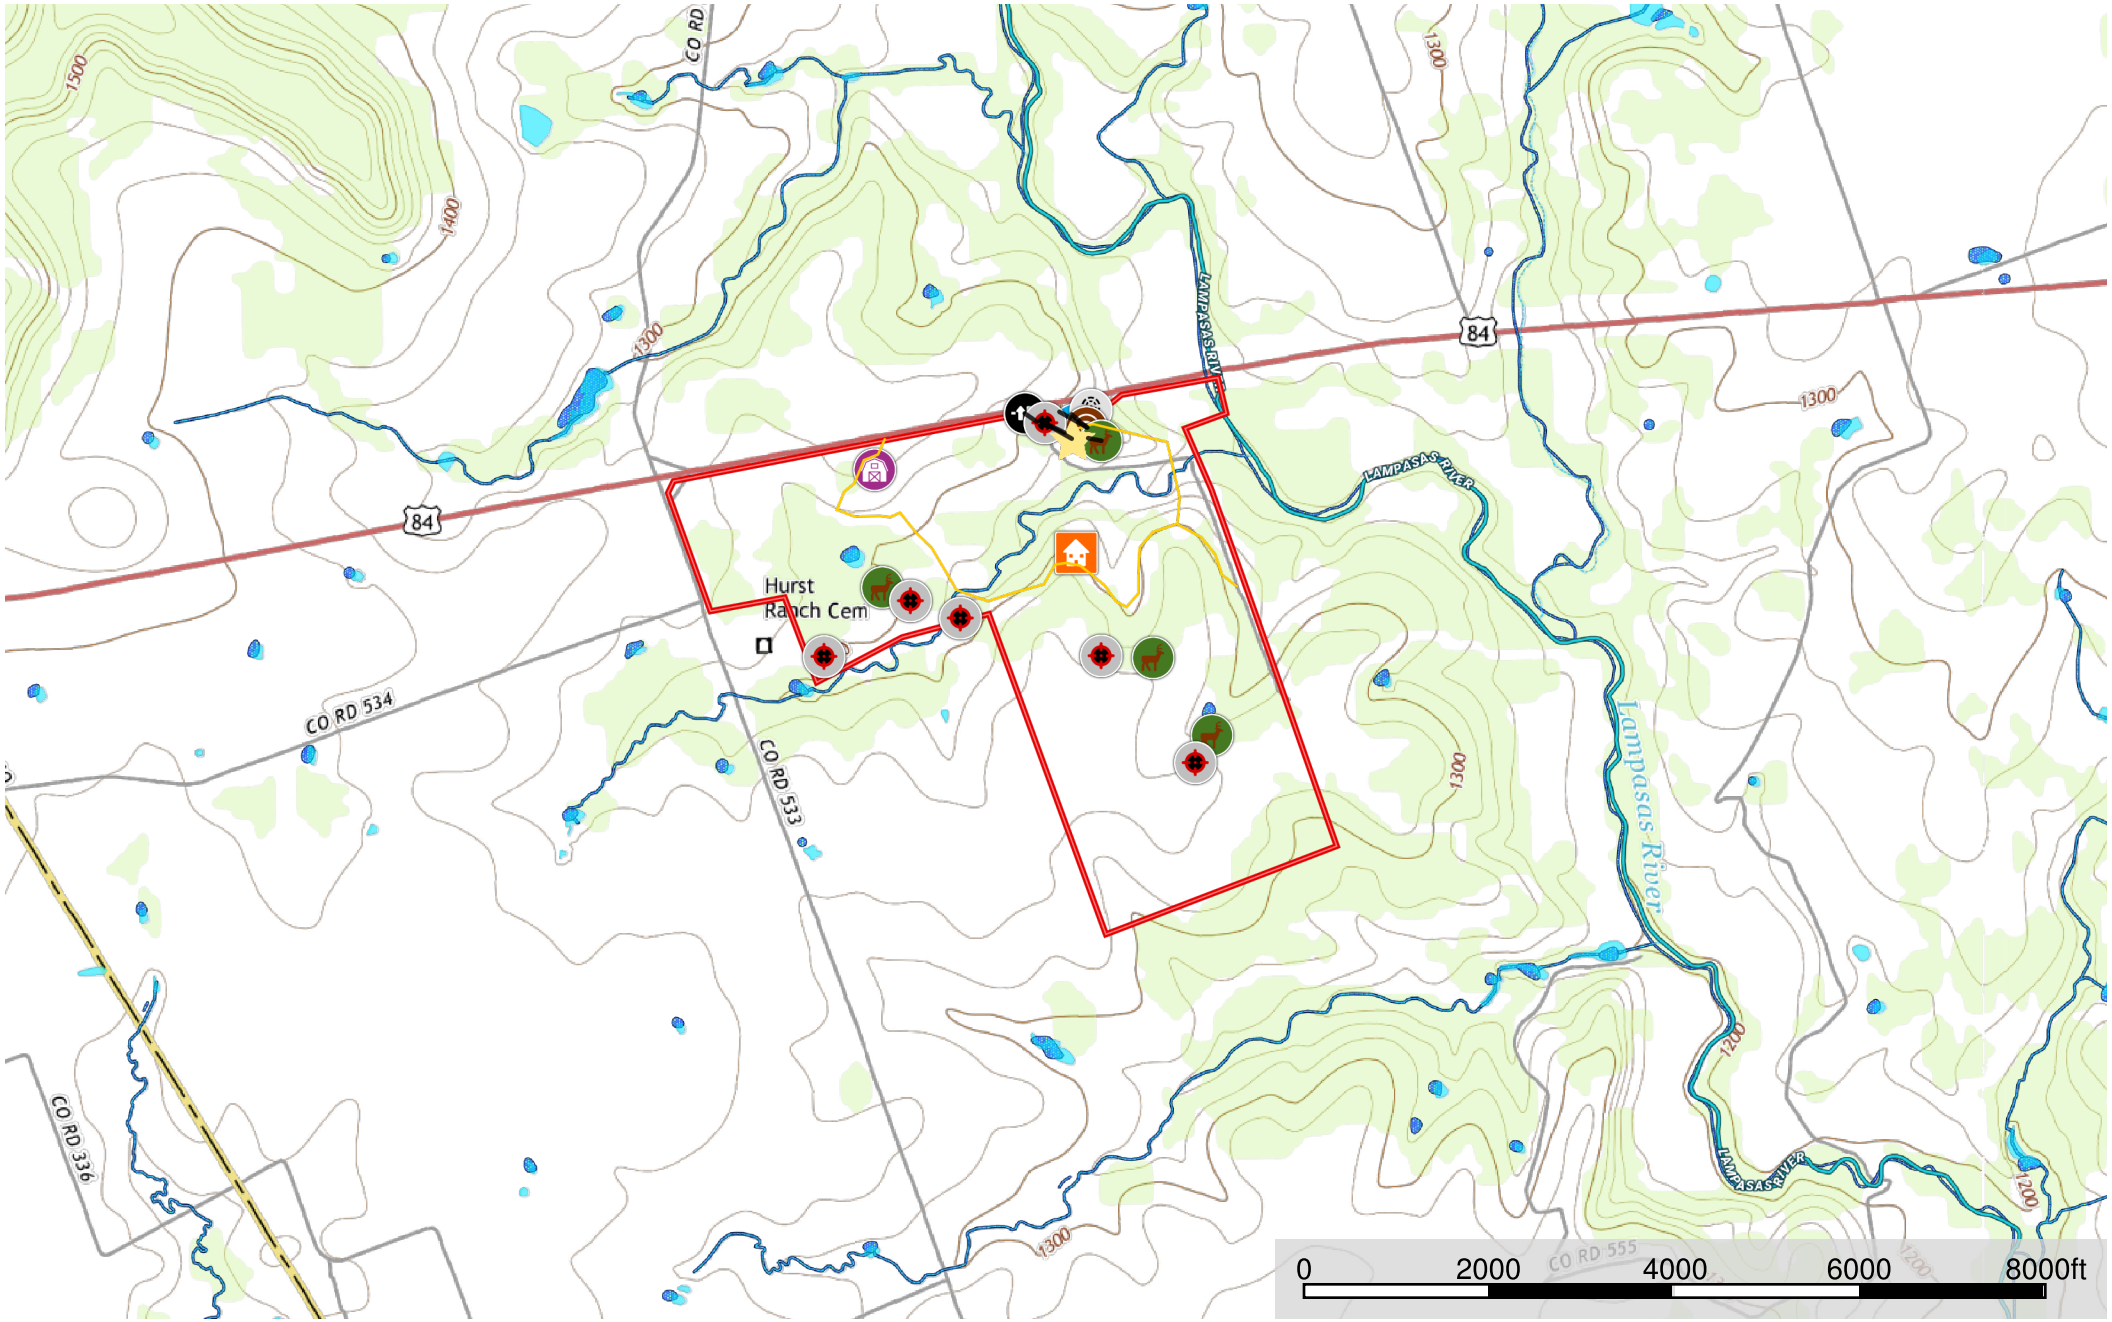 CO RD
1300
1500
1400
LAMPASAS RIVE
84
1300
1300
LAMPASAS RIVER
84
Hurst
Ranch Cem
CO RD 534
CO RD 533
1300
Lampasas River
1200
CO RD 336
LAMPASAS RIVER
1200
1300
CO RD 555
1200
0 2000 4000 6000 8000ft